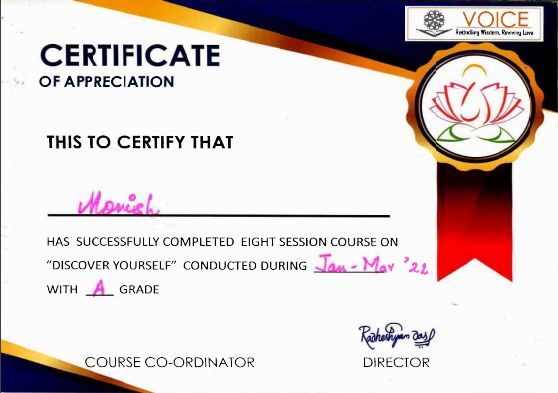 VOICE
Rekindling Wisdom, Reviving Love
CERTIFICATE
OF APPRECIATION
THIS TO CERTIFY THAT
Manish
HAS SUCCESSFULLY COMPLETED EIGHT SESSION COURSE ON
"DISCOVER YOURSELF" CONDUCTED DURING Jan - Mar '22
WITH A GRADE
Radheshyam das
COURSE CO-ORDINATOR DIRECTOR